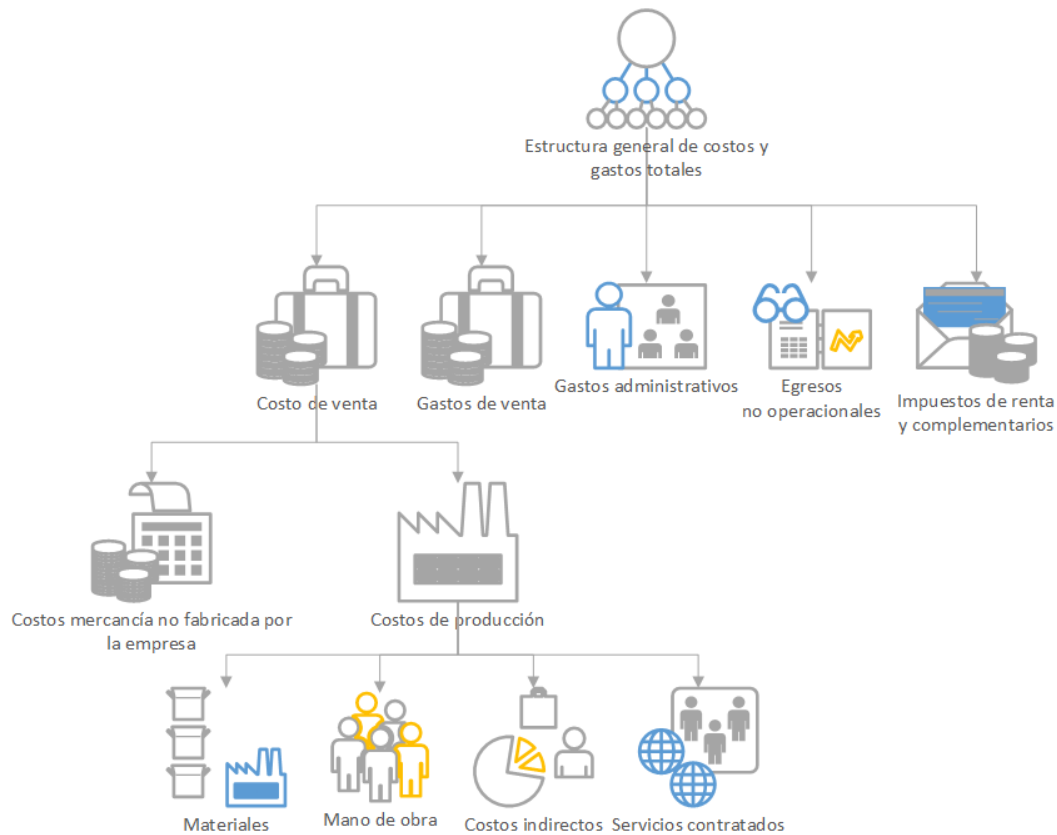 Estructura general de costos y
gastos totales
Costo de venta
Gastos de venta
Gastos administrativos
Egresos
no operacionales
Impuestos de renta
y complementarios
Costos mercancía no fabricada por
la empresa
Costos de producción
Materiales
Mano de obra
Costos indirectos
Servicios contratados